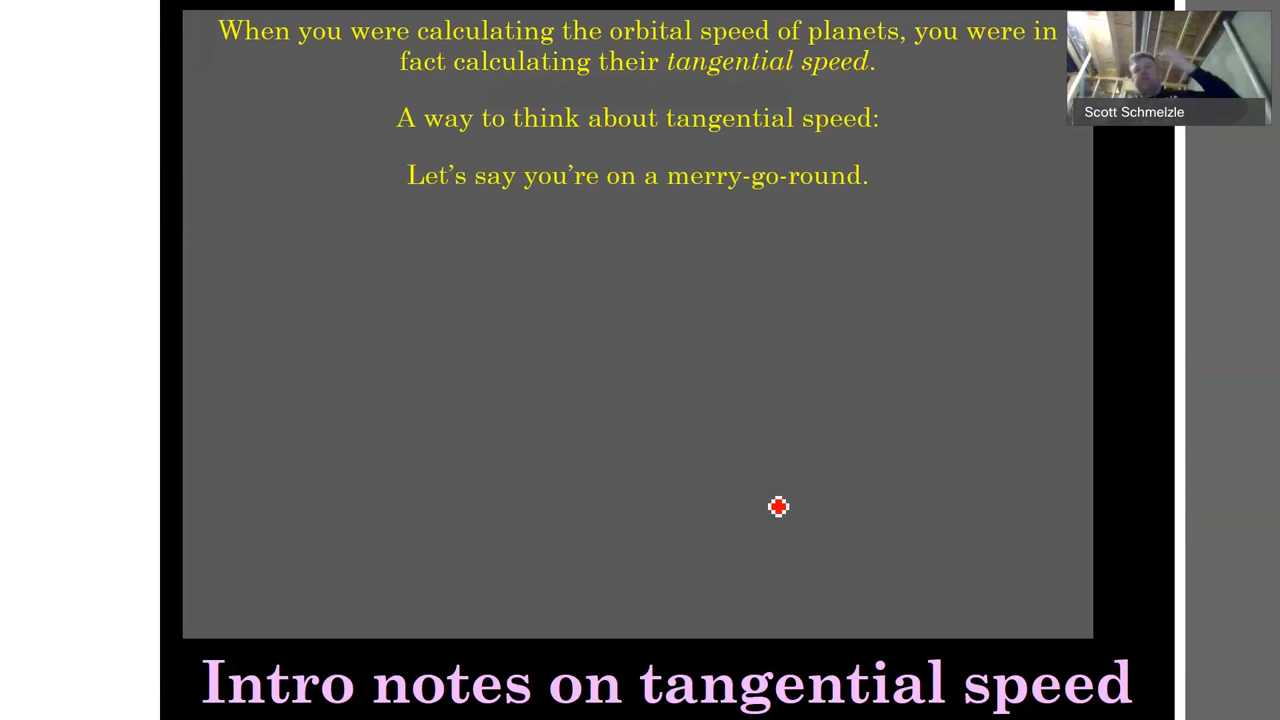 When you were calculating the orbital speed of planets, you were in
fact calculating their tangential speed.
A way to think about tangential speed:
Let's say you're on a merry-go-round.
Scott Schmelzle
Intro notes on tangential speed